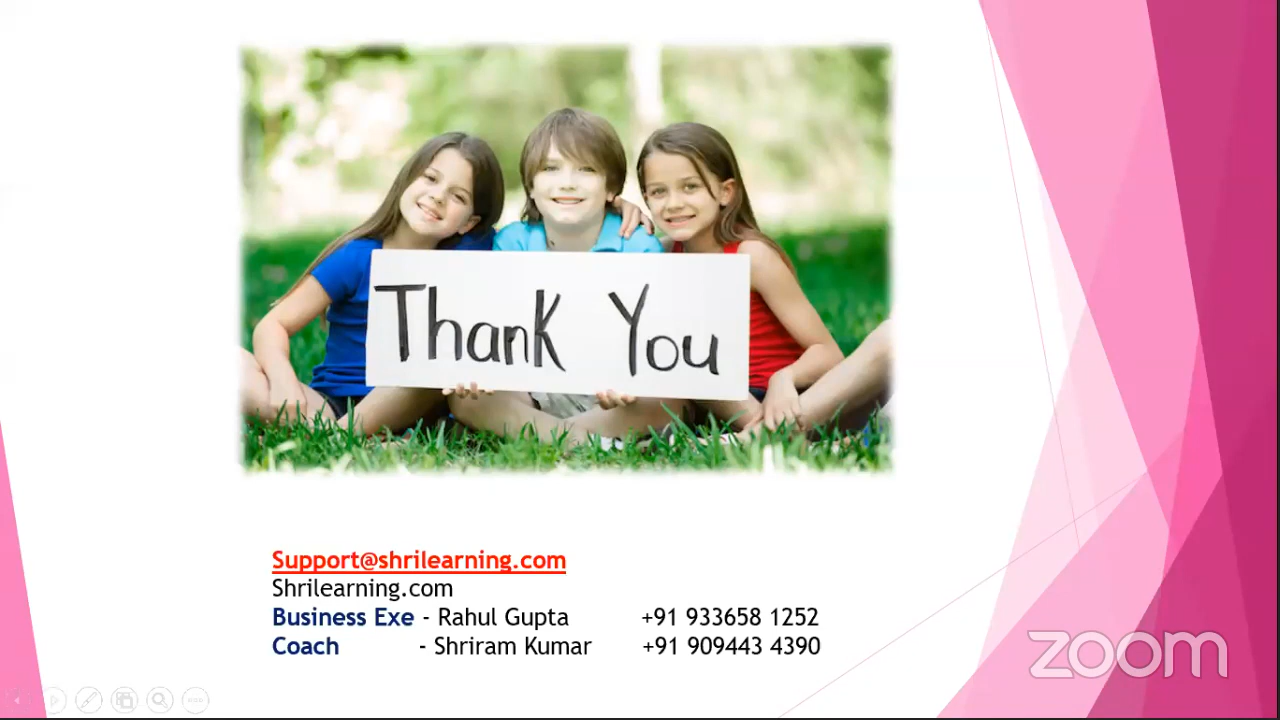 Thank You
Support@shrilearning.com
Shrilearning.com
Business Exe - Rahul Gupta +91 933658 1252
Coach - Shriram Kumar +91 909443 4390
zoom